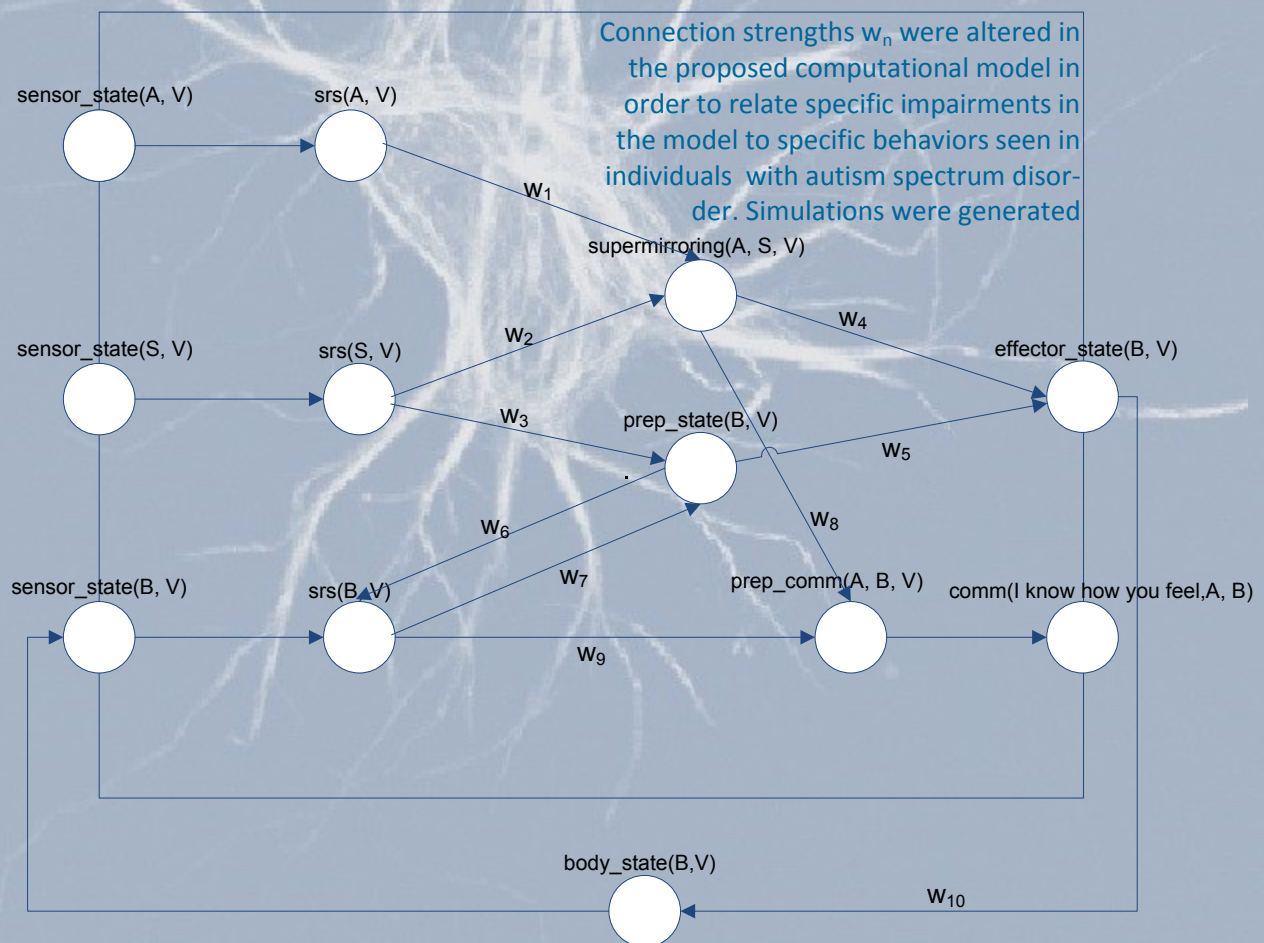 Connection strengths wn were altered in
the proposed computational model in
order to relate specific impairments in
the model to specific behaviors seen in
individuals with autism spectrum disor-
der. Simulations were generated
sensor_state(A, V)
srs(A, V)
w1
supermirroring(A, S, V)
sensor_state(S, V)
srs(S, V)
w2
w4
effector_state(B, V)
w3
prep_state(B, V)
w5
w6
w8
w7
sensor_state(B, V)
srs(B, V)
prep_comm(A, B, V)
comm(I know how you feel,A, B)
w9
body_state(B,V)
w10